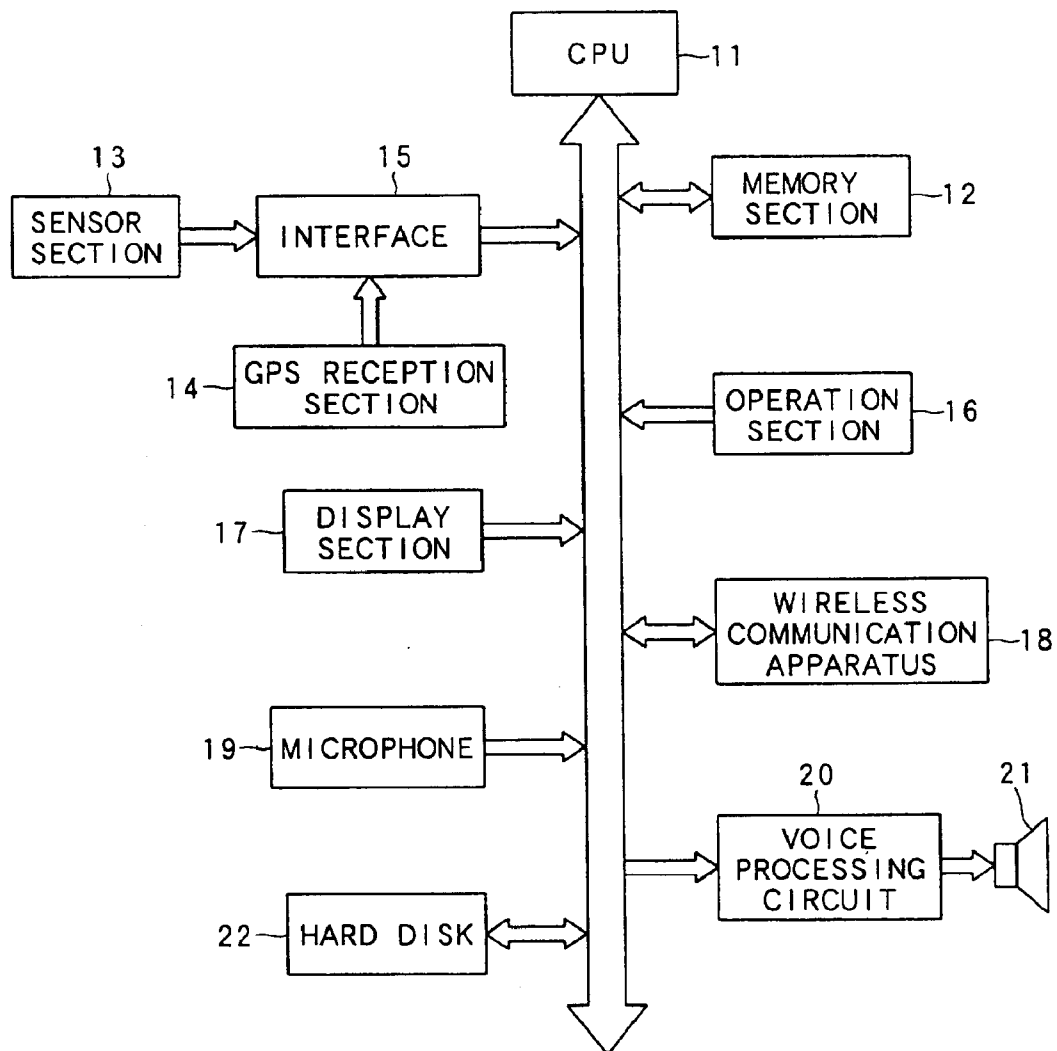 CPU
11
13
SENSOR
SECTION
15
INTERFACE
MEMORY
SECTION
12
14
GPS RECEPTION
SECTION
OPERATION
SECTION
16
17
DISPLAY
SECTION
WIRELESS
COMMUNICATION
APPARATUS
18
19
MICROPHONE
20
VOICE
PROCESSING
CIRCUIT
21
22
HARD DISK